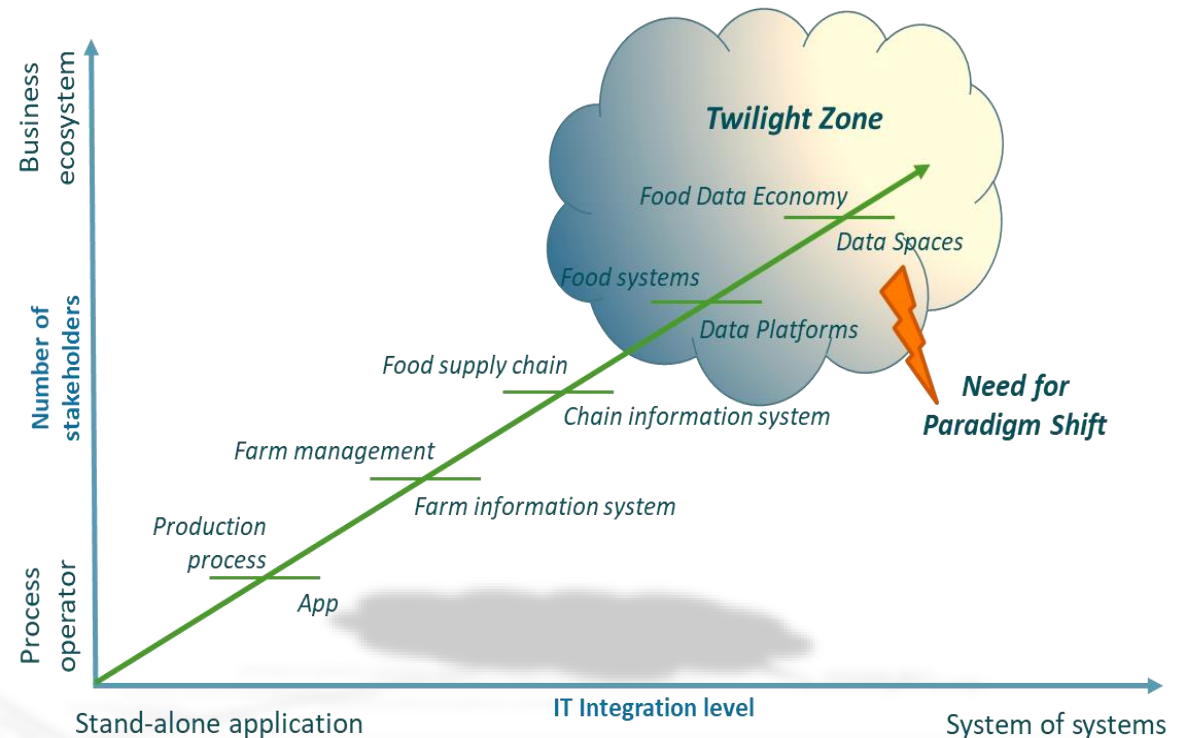 Business
ecosystem
Twilight Zone
Food Data Economy
Data Spaces
Food systems
Data Platforms
Number of
stakeholders
Food supply chain
Chain information system
Need for
Paradigm Shift
Farm management
Farm information system
Production
process
App
Process
operator
IT Integration level
Stand-alone application
System of systems